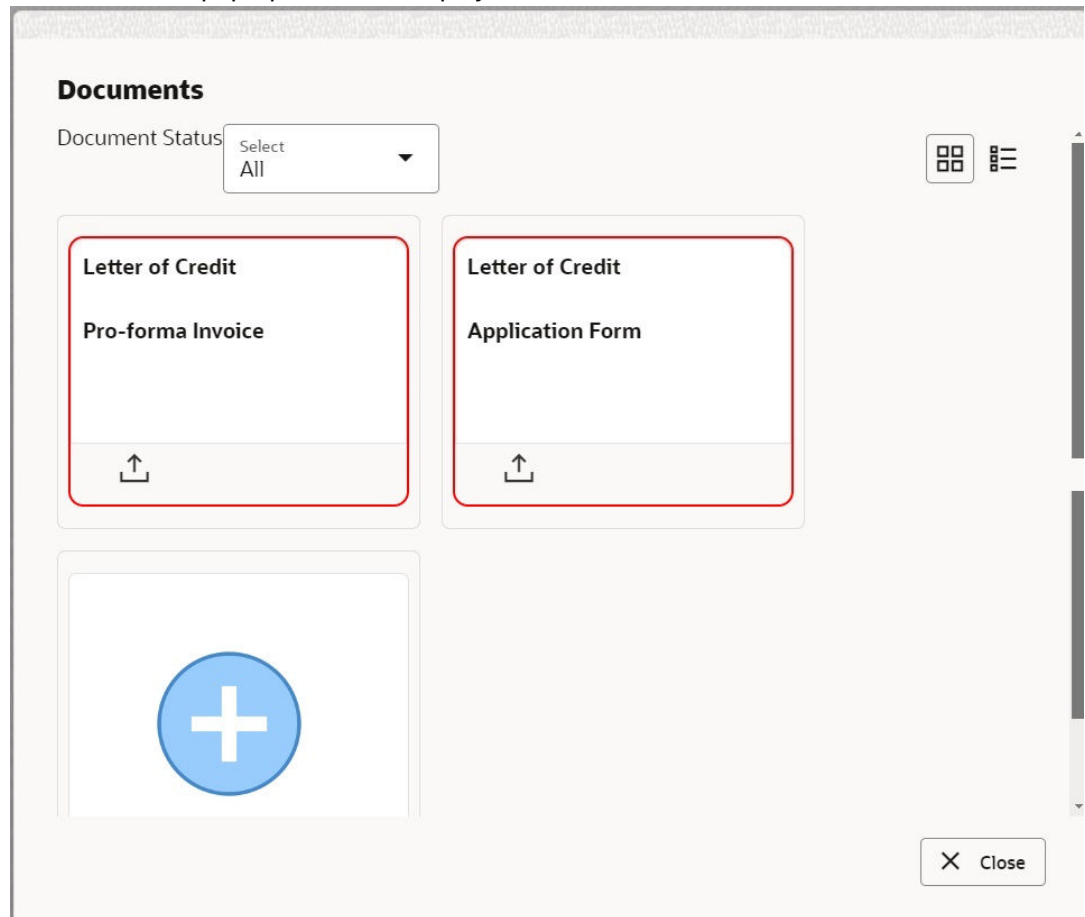 Documents
Document Status
Select
All
Letter of Credit
Pro-forma Invoice
Letter of Credit
Application Form
Close